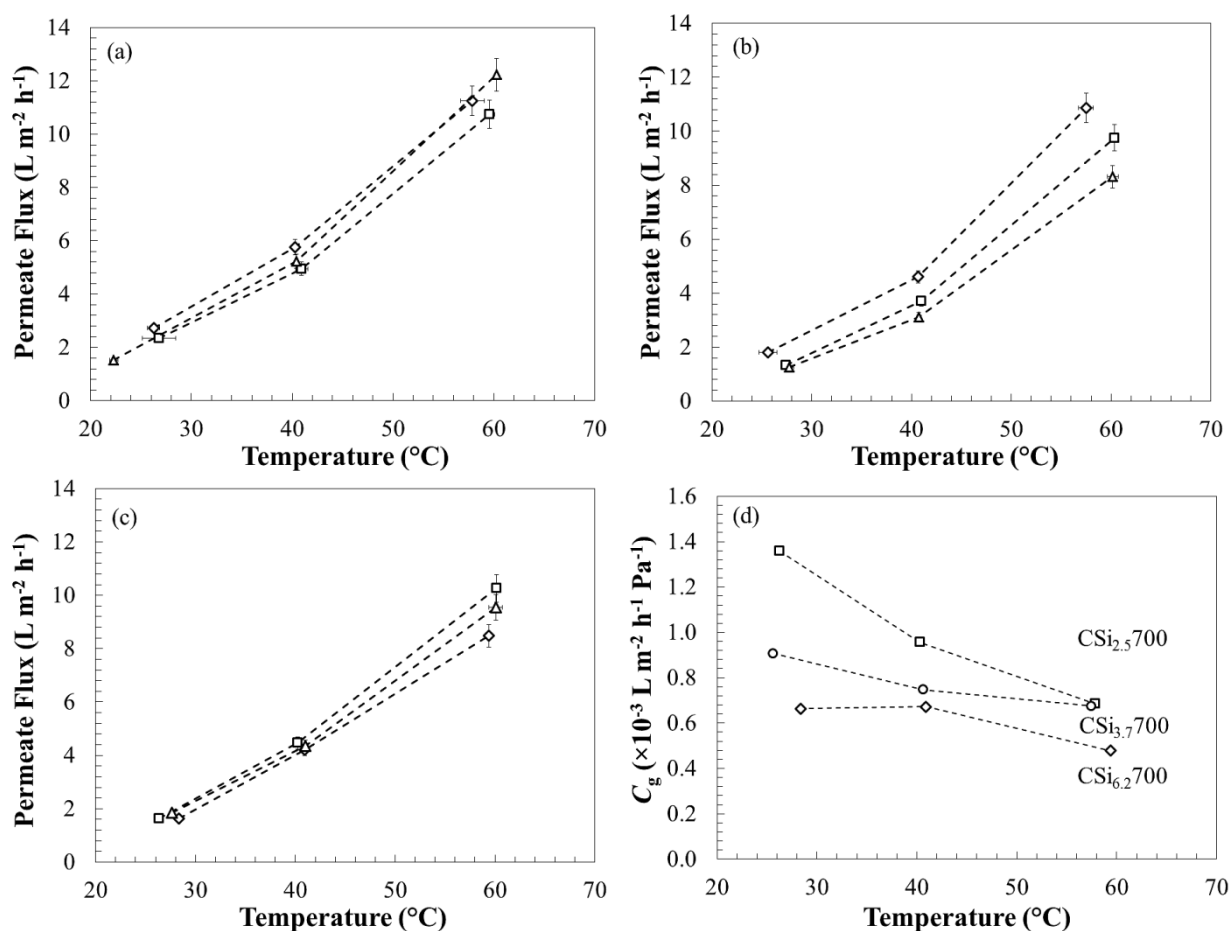 (a)
14
12
10
8
6
4
2
0
Permeate Flux (L m⁻² h⁻¹)
20 30 40 50 60 70
Temperature (°C)
(b)
14
12
10
8
6
4
2
0
Permeate Flux (L m⁻² h⁻¹)
20 30 40 50 60 70
Temperature (°C)
(c)
14
12
10
8
6
4
2
0
Permeate Flux (L m⁻² h⁻¹)
20 30 40 50 60 70
Temperature (°C)
(d)
1.6
1.4
1.2
1.0
0.8
0.6
0.4
0.2
0.0
C_g (×10⁻³ L m⁻² h⁻¹ Pa⁻¹)
CSi₂.₅700
CSi₃.₇700
CSi₆.₂700
20 30 40 50 60 70
Temperature (°C)